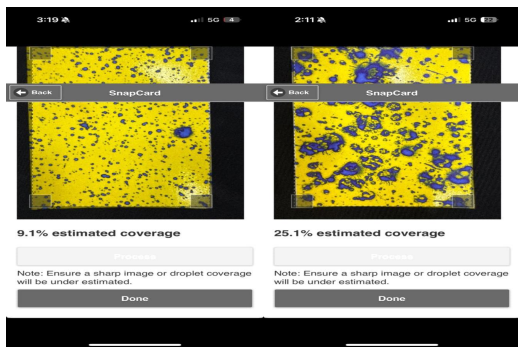 3:19 5G 4
Back SnapCard
9.1% estimated coverage
Process
Note: Ensure a sharp image or droplet coverage
will be under estimated.
Done
2:11 5G 22
Back SnapCard
25.1% estimated coverage
Process
Note: Ensure a sharp image or droplet coverage
will be under estimated.
Done